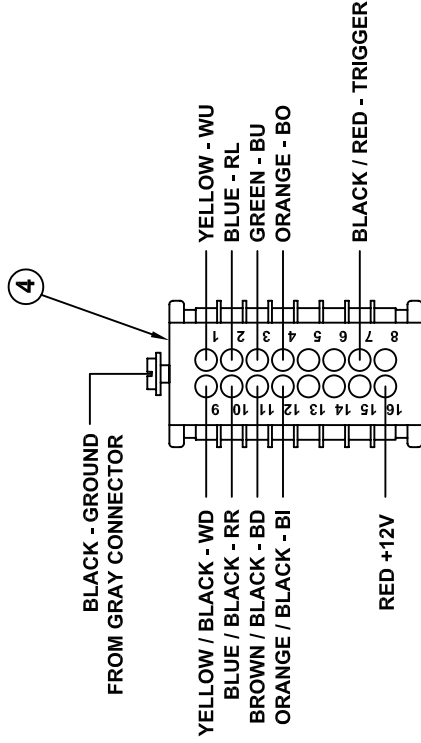 4
BLACK - GROUND
FROM GRAY CONNECTOR
YELLOW / BLACK - WD
BLUE / BLACK - RR
BROWN / BLACK - BD
ORANGE / BLACK - BI
RED +12V
YELLOW - WU
BLUE - RL
GREEN - BU
ORANGE - BO
BLACK / RED - TRIGGER
1
2
3
4
5
6
7
8
9
10
11
12
13
14
15
16